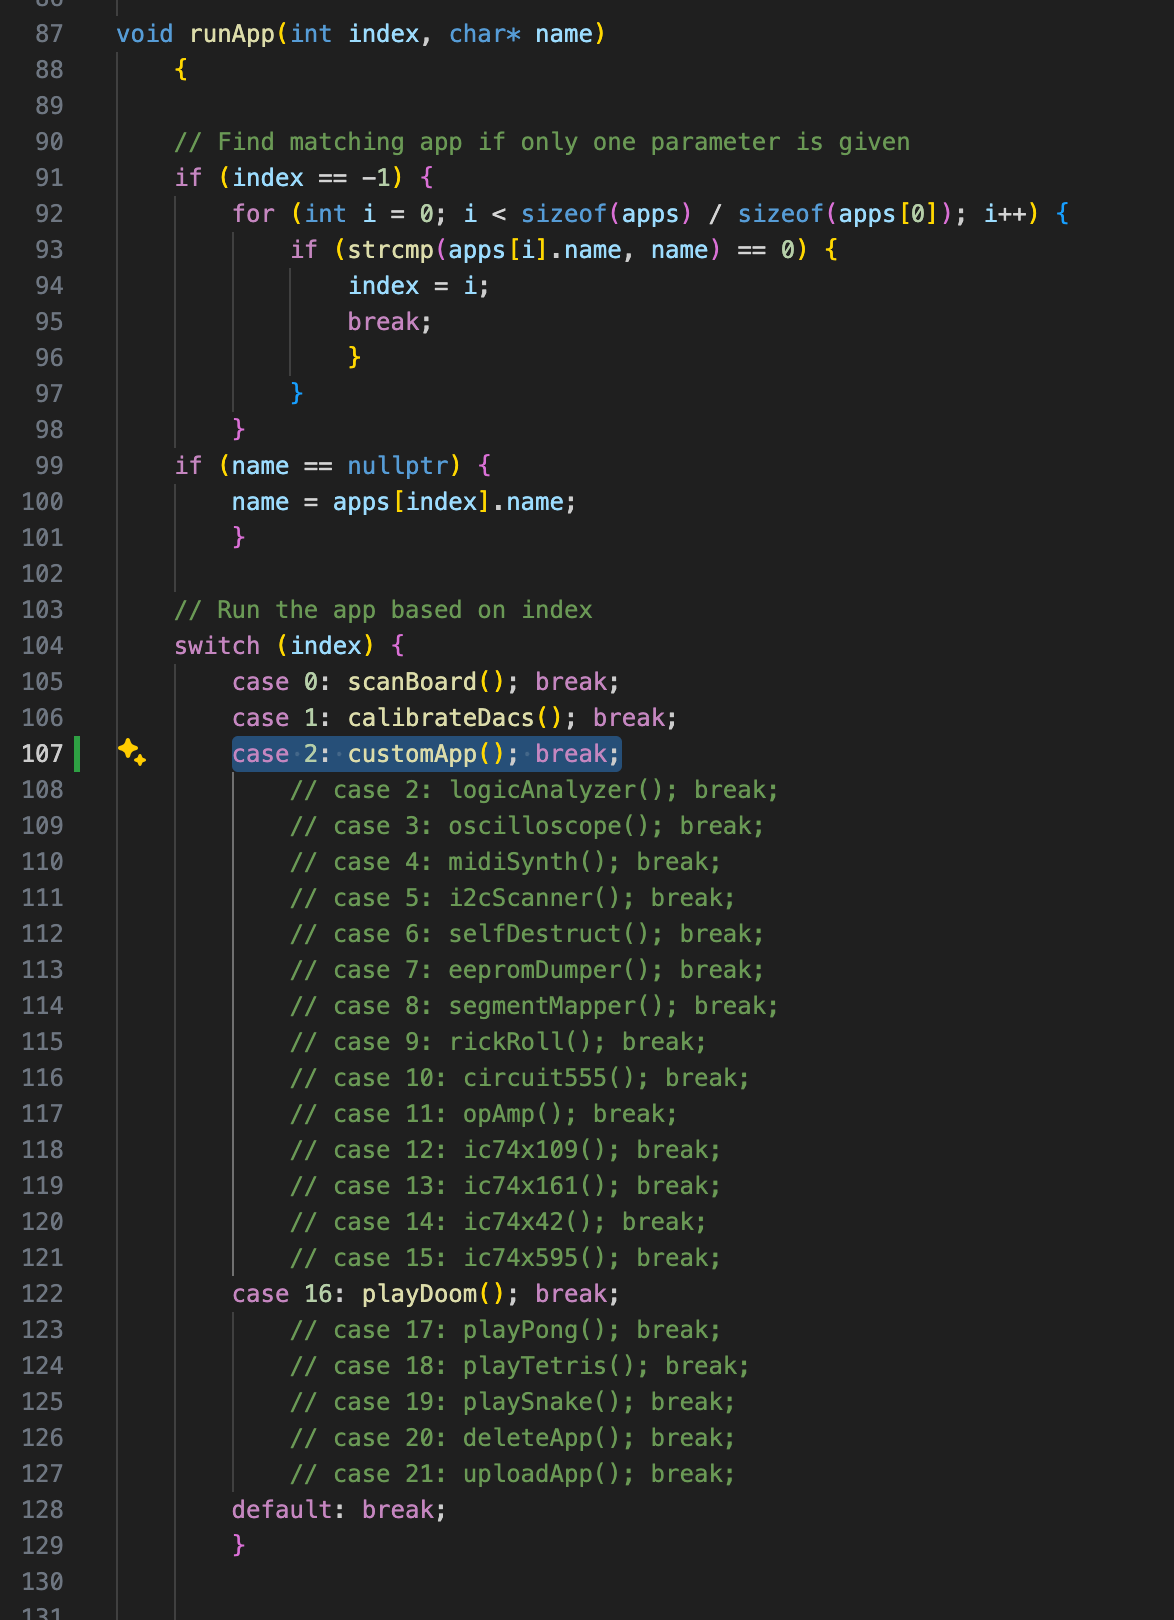 87 void runApp(int index, char* name)
88 {
89
90 // Find matching app if only one parameter is given
91 if (index == -1) {
92 for (int i = 0; i < sizeof(apps) / sizeof(apps[0]); i++) {
93 if (strcmp(apps[i].name, name) == 0) {
94 index = i;
95 break;
96 }
97 }
98 }
99 if (name == nullptr) {
100 name = apps[index].name;
101 }
102
103 // Run the app based on index
104 switch (index) {
105 case 0: scanBoard(); break;
106 case 1: calibrateDacs(); break;
107 case 2: customApp(); break;
108 // case 2: logicAnalyzer(); break;
109 // case 3: oscilloscope(); break;
110 // case 4: midiSynth(); break;
111 // case 5: i2cScanner(); break;
112 // case 6: selfDestruct(); break;
113 // case 7: eepromDumper(); break;
114 // case 8: segmentMapper(); break;
115 // case 9: rickRoll(); break;
116 // case 10: circuit555(); break;
117 // case 11: opAmp(); break;
118 // case 12: ic74x109(); break;
119 // case 13: ic74x161(); break;
120 // case 14: ic74x42(); break;
121 // case 15: ic74x595(); break;
122 case 16: playDoom(); break;
123 // case 17: playPong(); break;
124 // case 18: playTetris(); break;
125 // case 19: playSnake(); break;
126 // case 20: deleteApp(); break;
127 // case 21: uploadApp(); break;
128 default: break;
129 }
130